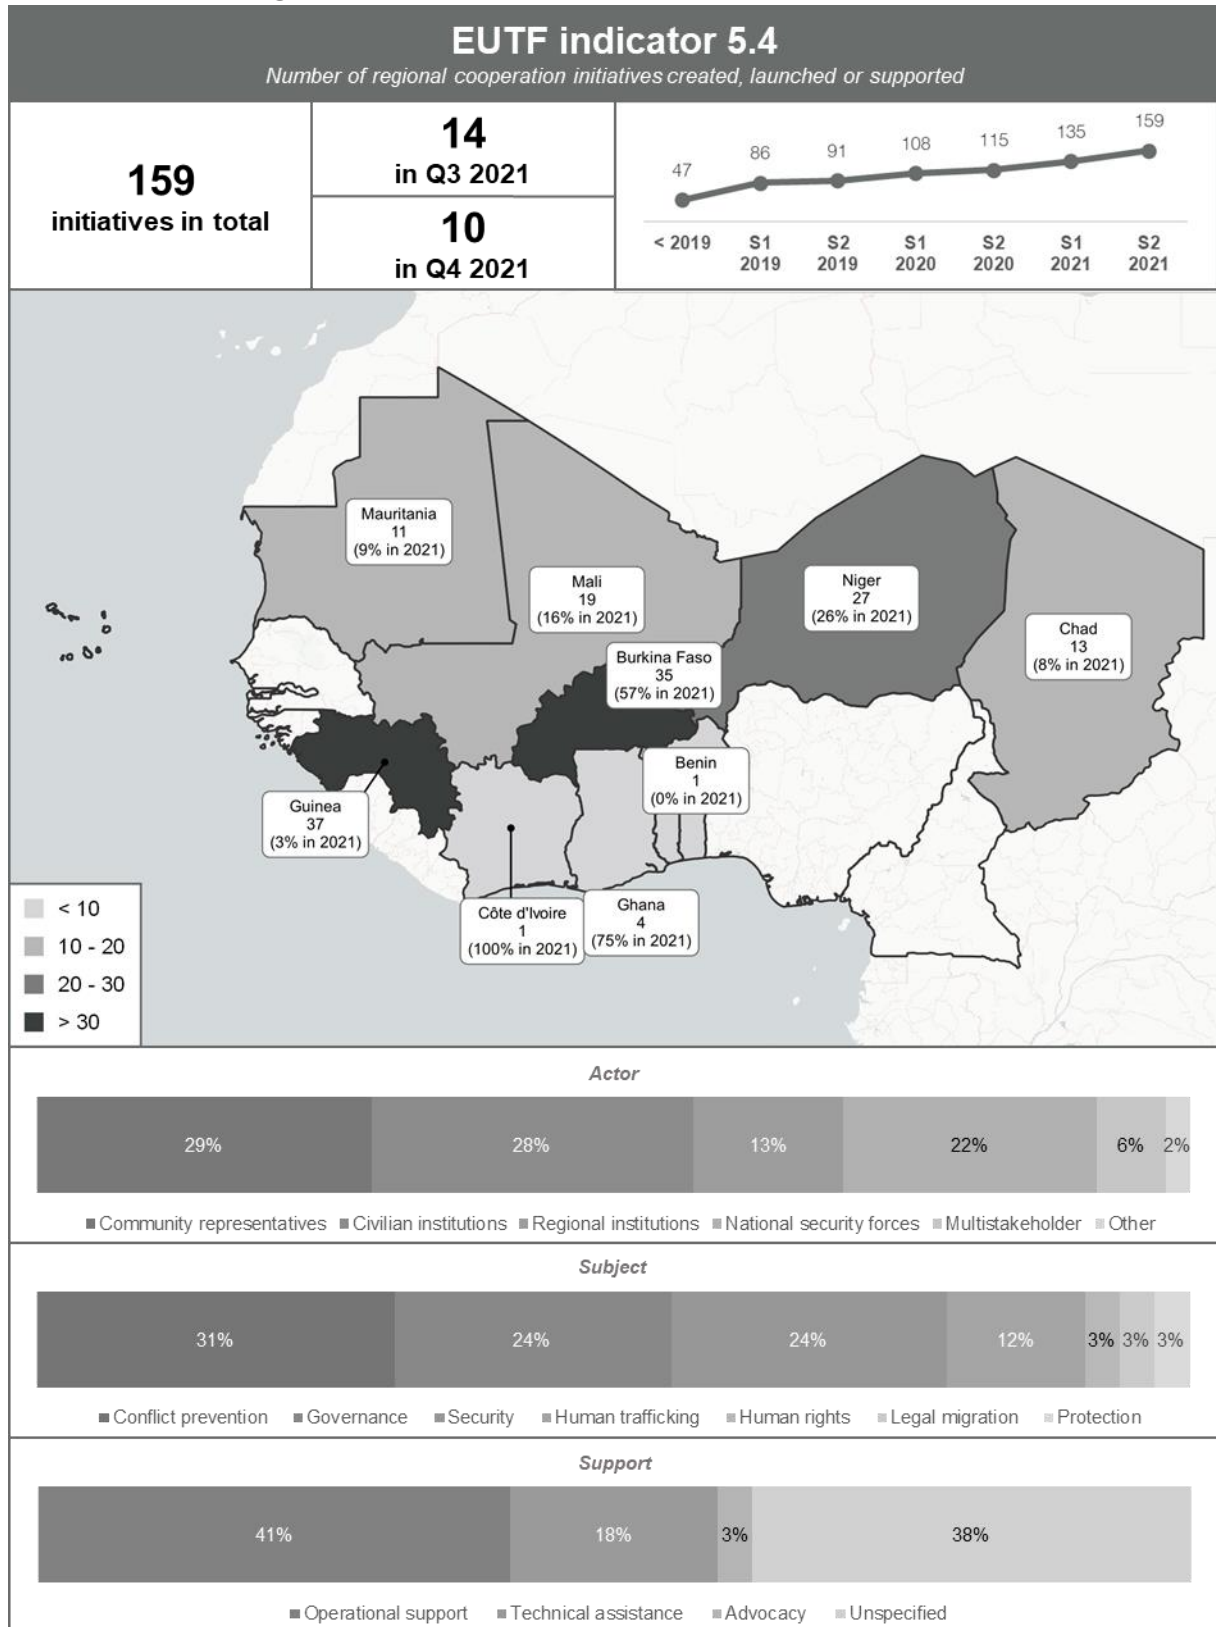 EUTF indicator 5.4
Number of regional cooperation initiatives created, launched or supported
159
initiatives in total
14
in Q3 2021
10
in Q4 2021
47 86 91 108 115 135 159
< 2019 S1 2019 S2 2019 S1 2020 S2 2020 S1 2021 S2 2021
Mauritania
11
(9% in 2021)
Mali
19
(16% in 2021)
Niger
27
(26% in 2021)
Chad
13
(8% in 2021)
Burkina Faso
35
(57% in 2021)
Benin
1
(0% in 2021)
Guinea
37
(3% in 2021)
Côte d'Ivoire
1
(100% in 2021)
Ghana
4
(75% in 2021)
< 10
10 - 20
20 - 30
> 30
Actor
29% 28% 13% 22% 6% 2%
Community representatives Civilian institutions Regional institutions National security forces Multistakeholder Other
Subject
31% 24% 24% 12% 3% 3% 3%
Conflict prevention Governance Security Human trafficking Human rights Legal migration Protection
Support
41% 18% 3% 38%
Operational support Technical assistance Advocacy Unspecified